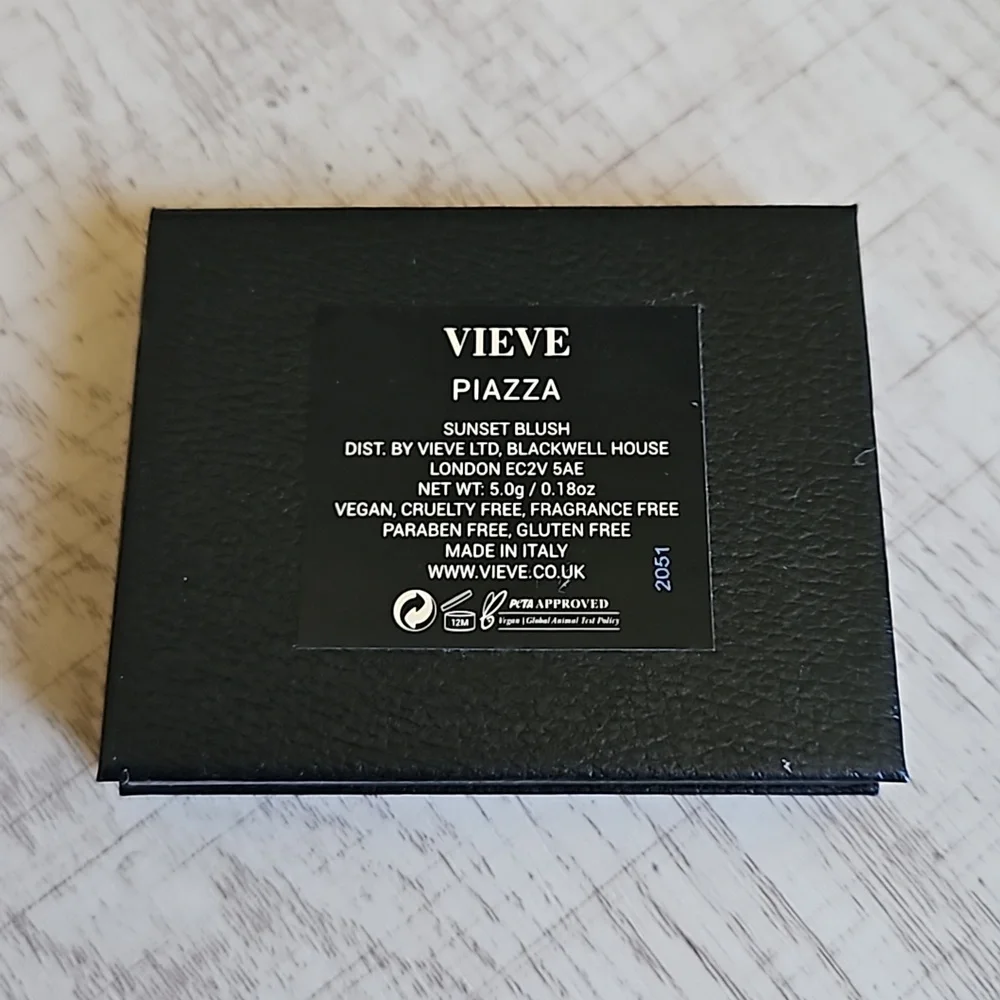 VIEVE
PIAZZA
SUNSET BLUSH
DIST. BY VIEVE LTD, BLACKWELL HOUSE
LONDON EC2V 5AE
NET WT: 5.0g / 0.18oz
VEGAN, CRUELTY FREE, FRAGRANCE FREE
PARABEN FREE, GLUTEN FREE
MADE IN ITALY
WWW.VIEVE.CO.UK
2051
12M
PETA APPROVED
Vegan | Global Animal Test Policy